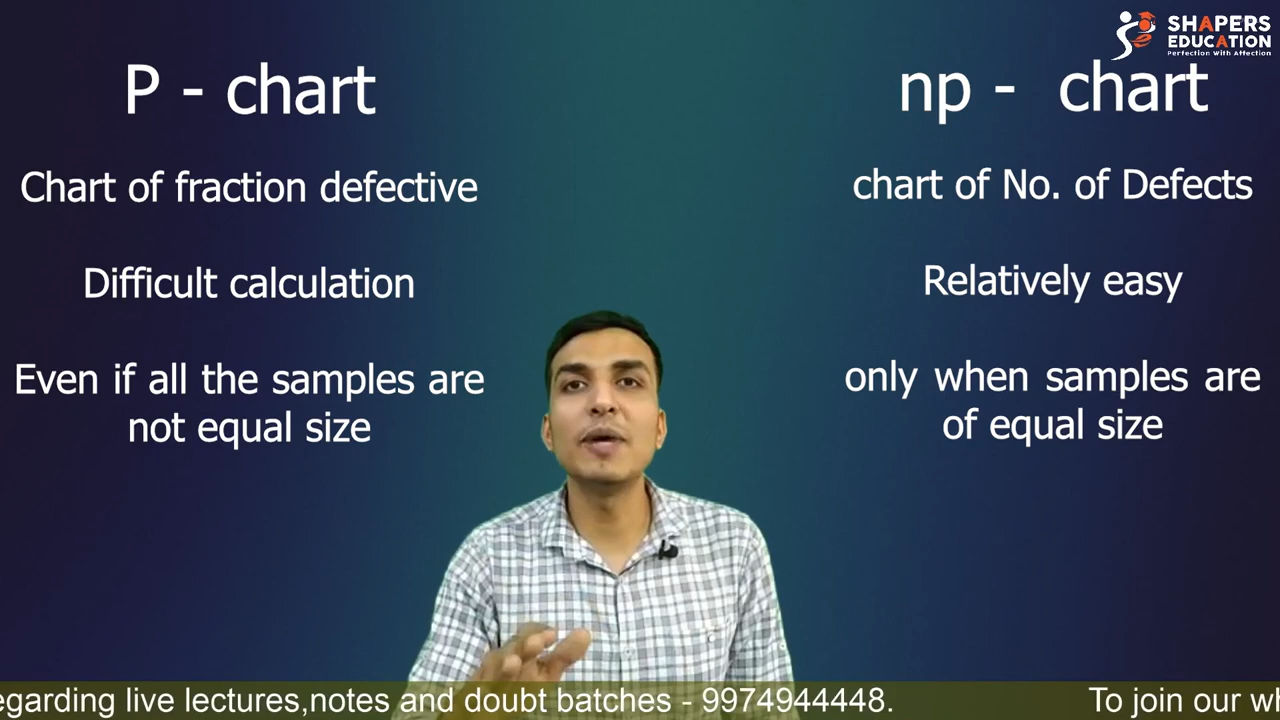 SHAPERS
EDUCATION
Perfection With Affection
P - chart
Chart of fraction defective
Difficult calculation
Even if all the samples are
not equal size
np - chart
chart of No. of Defects
Relatively easy
only when samples are
of equal size
egarding live lectures,notes and doubt batches - 9974944448. To join our wh